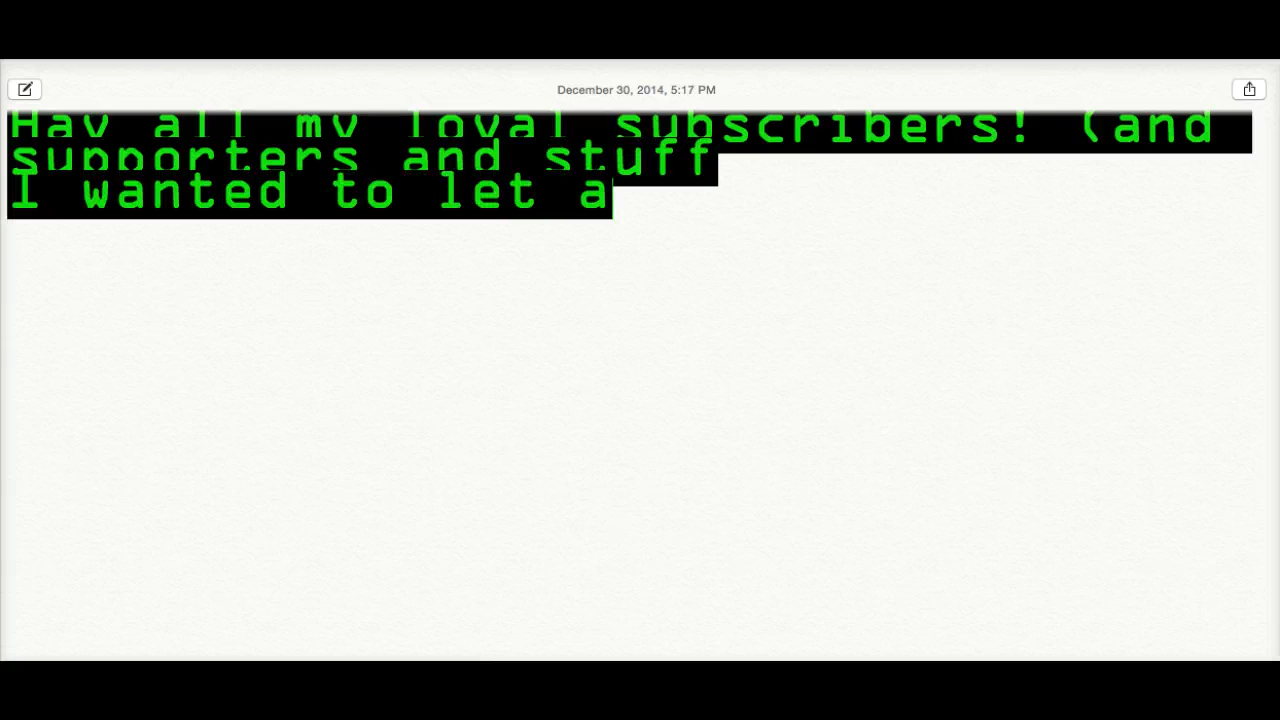 December 30, 2014, 5:17 PM
Hay all my loyal subscribers! (and
supporters and stuff
I wanted to let a